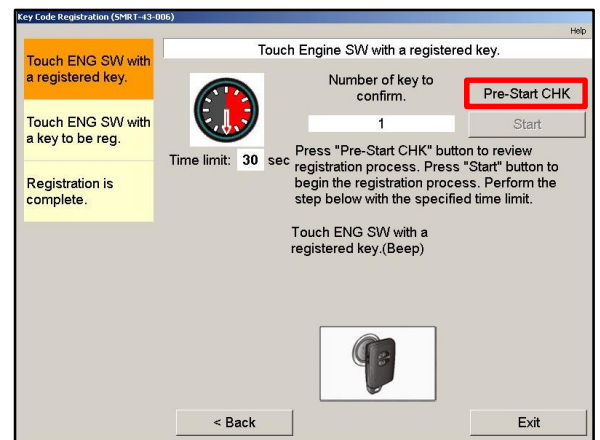 Key Code Registration (SMRT-43-006)
Help
Touch ENG SW with
a registered key.
Touch ENG SW with
a key to be reg.
Registration is
complete.
Touch Engine SW with a registered key.
Time limit: 30 sec
Number of key to
confirm.
1
Pre-Start CHK
Start
Press "Pre-Start CHK" button to review
registration process. Press "Start" button to
begin the registration process. Perform the
step below with the specified time limit.
Touch ENG SW with a
registered key.(Beep)
< Back
Exit